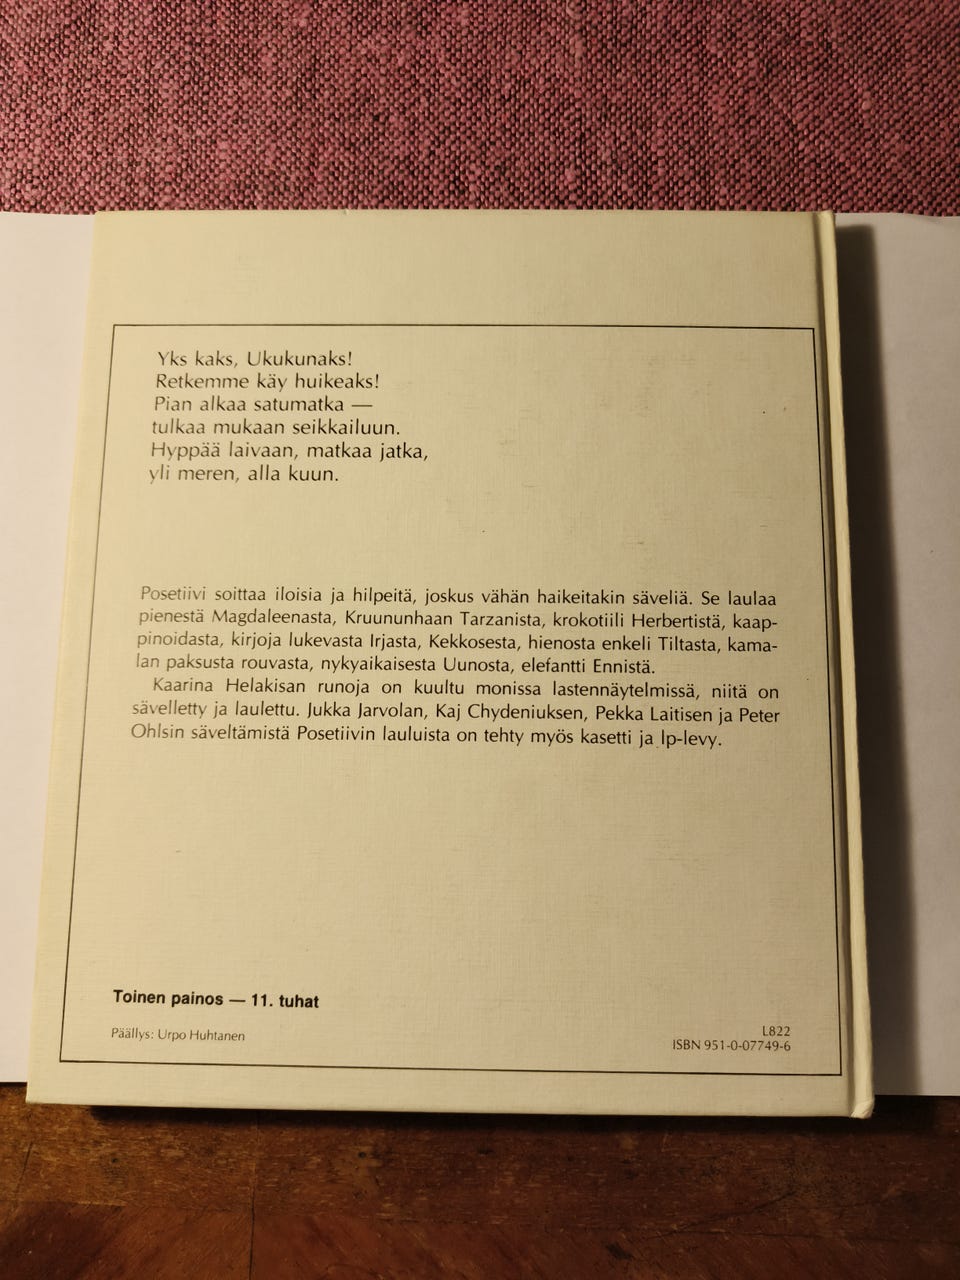 Yks kaks, Ukukunaks!
Retkemme käy huikeaks!
Pian alkaa satumatka —
tulkaa mukaan seikkailuun.
Hyppää laivaan, matkaa jatka,
yli meren, alla kuun.
Posetiivi soittaa iloisia ja hilpeitä, joskus vähän haikeitakin säveliä. Se laulaa
pienestä Magdaleenasta, Kruununhaan Tarzanista, krokotiili Herbertistä, kaap-
pinoidasta, kirjoja lukevasta Irjasta, Kekkosesta, hienosta enkeli Tiltasta, kama-
lan paksusta rouvasta, nykyaikaisesta Uunosta, elefantti Ennistä.
Kaarina Helakisan runoja on kuultu monissa lastennäytelmissä, niitä on
sävelletty ja laulettu. Jukka Jarvolan, Kaj Chydeniuksen, Pekka Laitisen ja Peter
Ohlsin säveltämistä Posetiivin lauluista on tehty myös kasetti ja lp-levy.
Toinen painos — 11. tuhat
Päällys: Urpo Huhtanen
L822
ISBN 951-0-07749-6